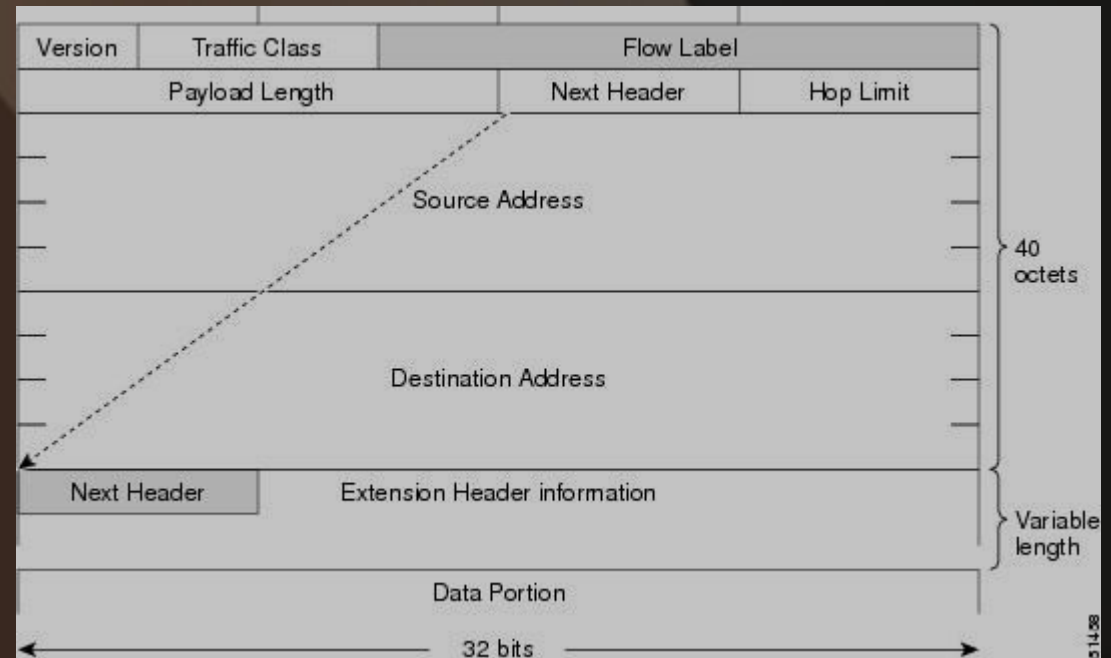 Version Traffic Class Flow Label
Payload Length Next Header Hop Limit
Source Address
40
octets
Destination Address
Next Header Extension Header information
Variable
length
Data Portion
32 bits
51458